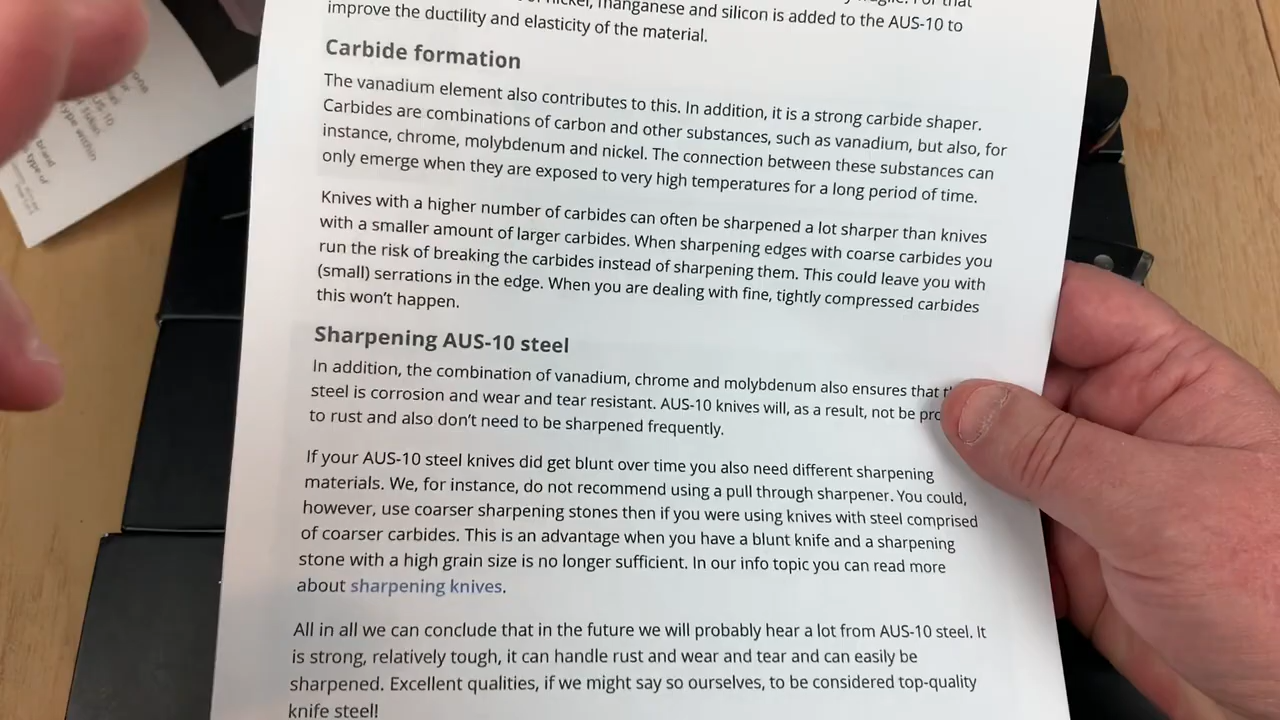 nickel, manganese and silicon is added to the AUS-10 to
improve the ductility and elasticity of the material.
Carbide formation
The vanadium element also contributes to this. In addition, it is a strong carbide shaper.
Carbides are combinations of carbon and other substances, such as vanadium, but also, for
instance, chrome, molybdenum and nickel. The connection between these substances can
only emerge when they are exposed to very high temperatures for a long period of time.
Knives with a higher number of carbides can often be sharpened a lot sharper than knives
with a smaller amount of larger carbides. When sharpening edges with coarse carbides you
run the risk of breaking the carbides instead of sharpening them. This could leave you with
(small) serrations in the edge. When you are dealing with fine, tightly compressed carbides
this won't happen.
Sharpening AUS-10 steel
In addition, the combination of vanadium, chrome and molybdenum also ensures that
steel is corrosion and wear and tear resistant. AUS-10 knives will, as a result, not be
to rust and also don't need to be sharpened frequently.
If your AUS-10 steel knives did get blunt over time you also need different sharpening
materials. We, for instance, do not recommend using a pull through sharpener. You could,
however, use coarser sharpening stones then if you were using knives with steel comprised
of coarser carbides. This is an advantage when you have a blunt knife and a sharpening
stone with a high grain size is no longer sufficient. In our info topic you can read more
about sharpening knives.
All in all we can conclude that in the future we will probably hear a lot from AUS-10 steel. It
is strong, relatively tough, it can handle rust and wear and tear and can easily be
sharpened. Excellent qualities, if we might say so ourselves, to be considered top-quality
knife steel!